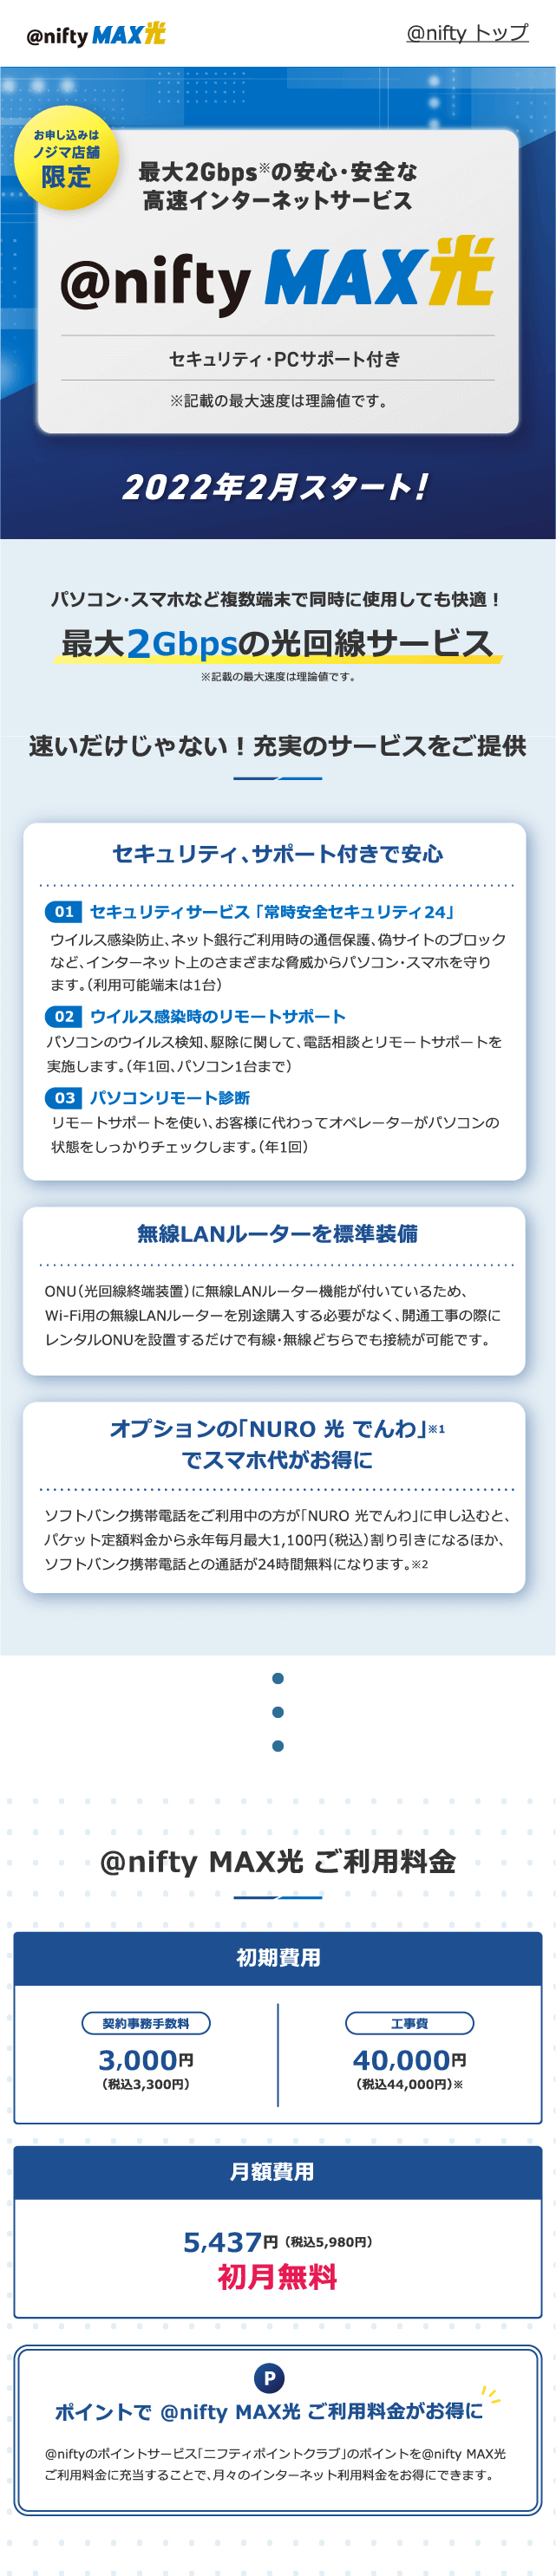 @nifty MAX光
@nifty トップ
お申し込みは
ノジマ店舗
限定
最大2Gbps※の安心・安全な
高速インターネットサービス
@nifty MAX光
セキュリティ・PCサポート付き
※記載の最大速度は理論値です。
2022年2月スタート!
パソコン・スマホなど複数端末で同時に使用しても快適！
最大2Gbpsの光回線サービス
※記載の最大速度は理論値です。
速いだけじゃない！充実のサービスをご提供
セキュリティ、サポート付きで安心
01 セキュリティサービス「常時安全セキュリティ24」
ウイルス感染防止、ネット銀行ご利用時の通信保護、偽サイトのブロック
など、インターネット上のさまざまな脅威からパソコン・スマホを守り
ます。（利用可能端末は1台）
02 ウイルス感染時のリモートサポート
パソコンのウイルス検知、駆除に関して、電話相談とリモートサポートを
実施します。（年1回、パソコン1台まで）
03 パソコンリモート診断
リモートサポートを使い、お客様に代わってオペレーターがパソコンの
状態をしっかりチェックします。（年1回）
無線LANルーターを標準装備
ONU（光回線終端装置）に無線LANルーター機能が付いているため、
Wi-Fi用の無線LANルーターを別途購入する必要がなく、開通工事の際に
レンタルONUを設置するだけで有線・無線どちらでも接続が可能です。
オプションの「NURO 光 でんわ」※1
でスマホ代がお得に
ソフトバンク携帯電話をご利用中の方が「NURO 光でんわ」に申し込むと、
パケット定額料金から永年毎月最大1,100円（税込）割り引きになるほか、
ソフトバンク携帯電話との通話が24時間無料になります。※2
@nifty MAX光 ご利用料金
初期費用
契約事務手数料
3,000円
（税込3,300円）
工事費
40,000円
（税込44,000円）※
月額費用
5,437円（税込5,980円）
初月無料
P
ポイントで @nifty MAX光 ご利用料金がお得に
@niftyのポイントサービス「ニフティポイントクラブ」のポイントを@nifty MAX光
ご利用料金に充当することで、月々のインターネット利用料金をお得にできます。